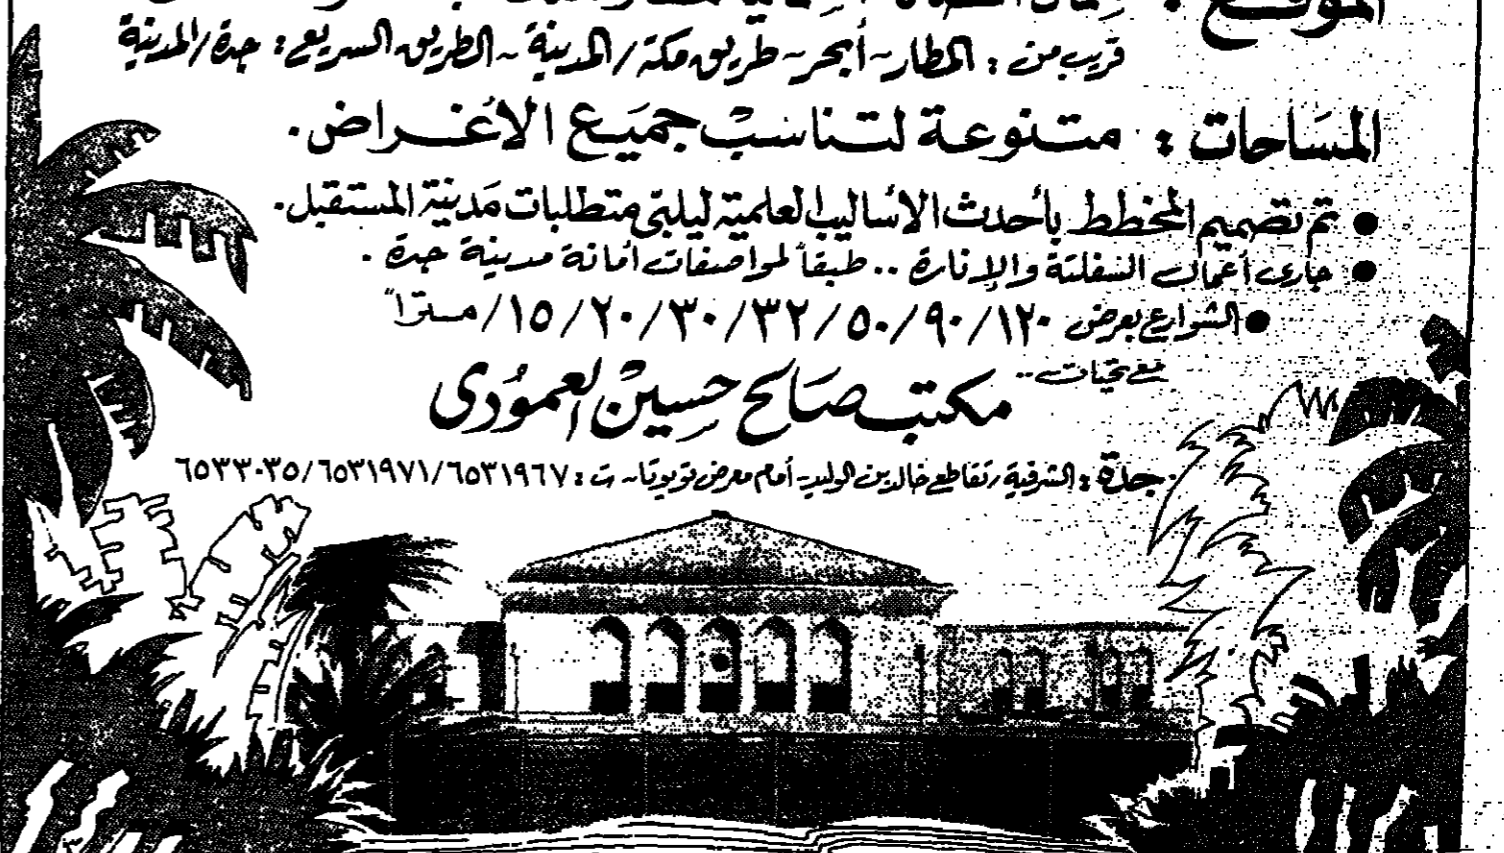 الموقع :
قريب من : المطار - أبحر - طريق مكة / المدينة - الطريق السريع : جدة / المدينة
المساحات : متنوعة لتناسب جميع الأغراض .
● تم تصميم المخطط بأحدث الأساليب العلمية ليلبي متطلبات مدينة المستقبل .
● جاري أعمال السفلتة والإنارة .. طبقاً لمواصفات أمانة مدينة جدة .
● الشوارع بعرض ١٢٠ / ٩٠ / ٥٠ / ٣٢ / ٣٠ / ٢٠ / ١٥ / متراً
مع تحيات ..
مكتب صالح حسين العمودي
جدة : الشرفية / تقاطع خالد بن الوليد أمام معرض تويوتا - ت : ٦٥٣١٩٦٧ / ٦٥٣١٩٧١ / ٦٥٣٣٠٣٥